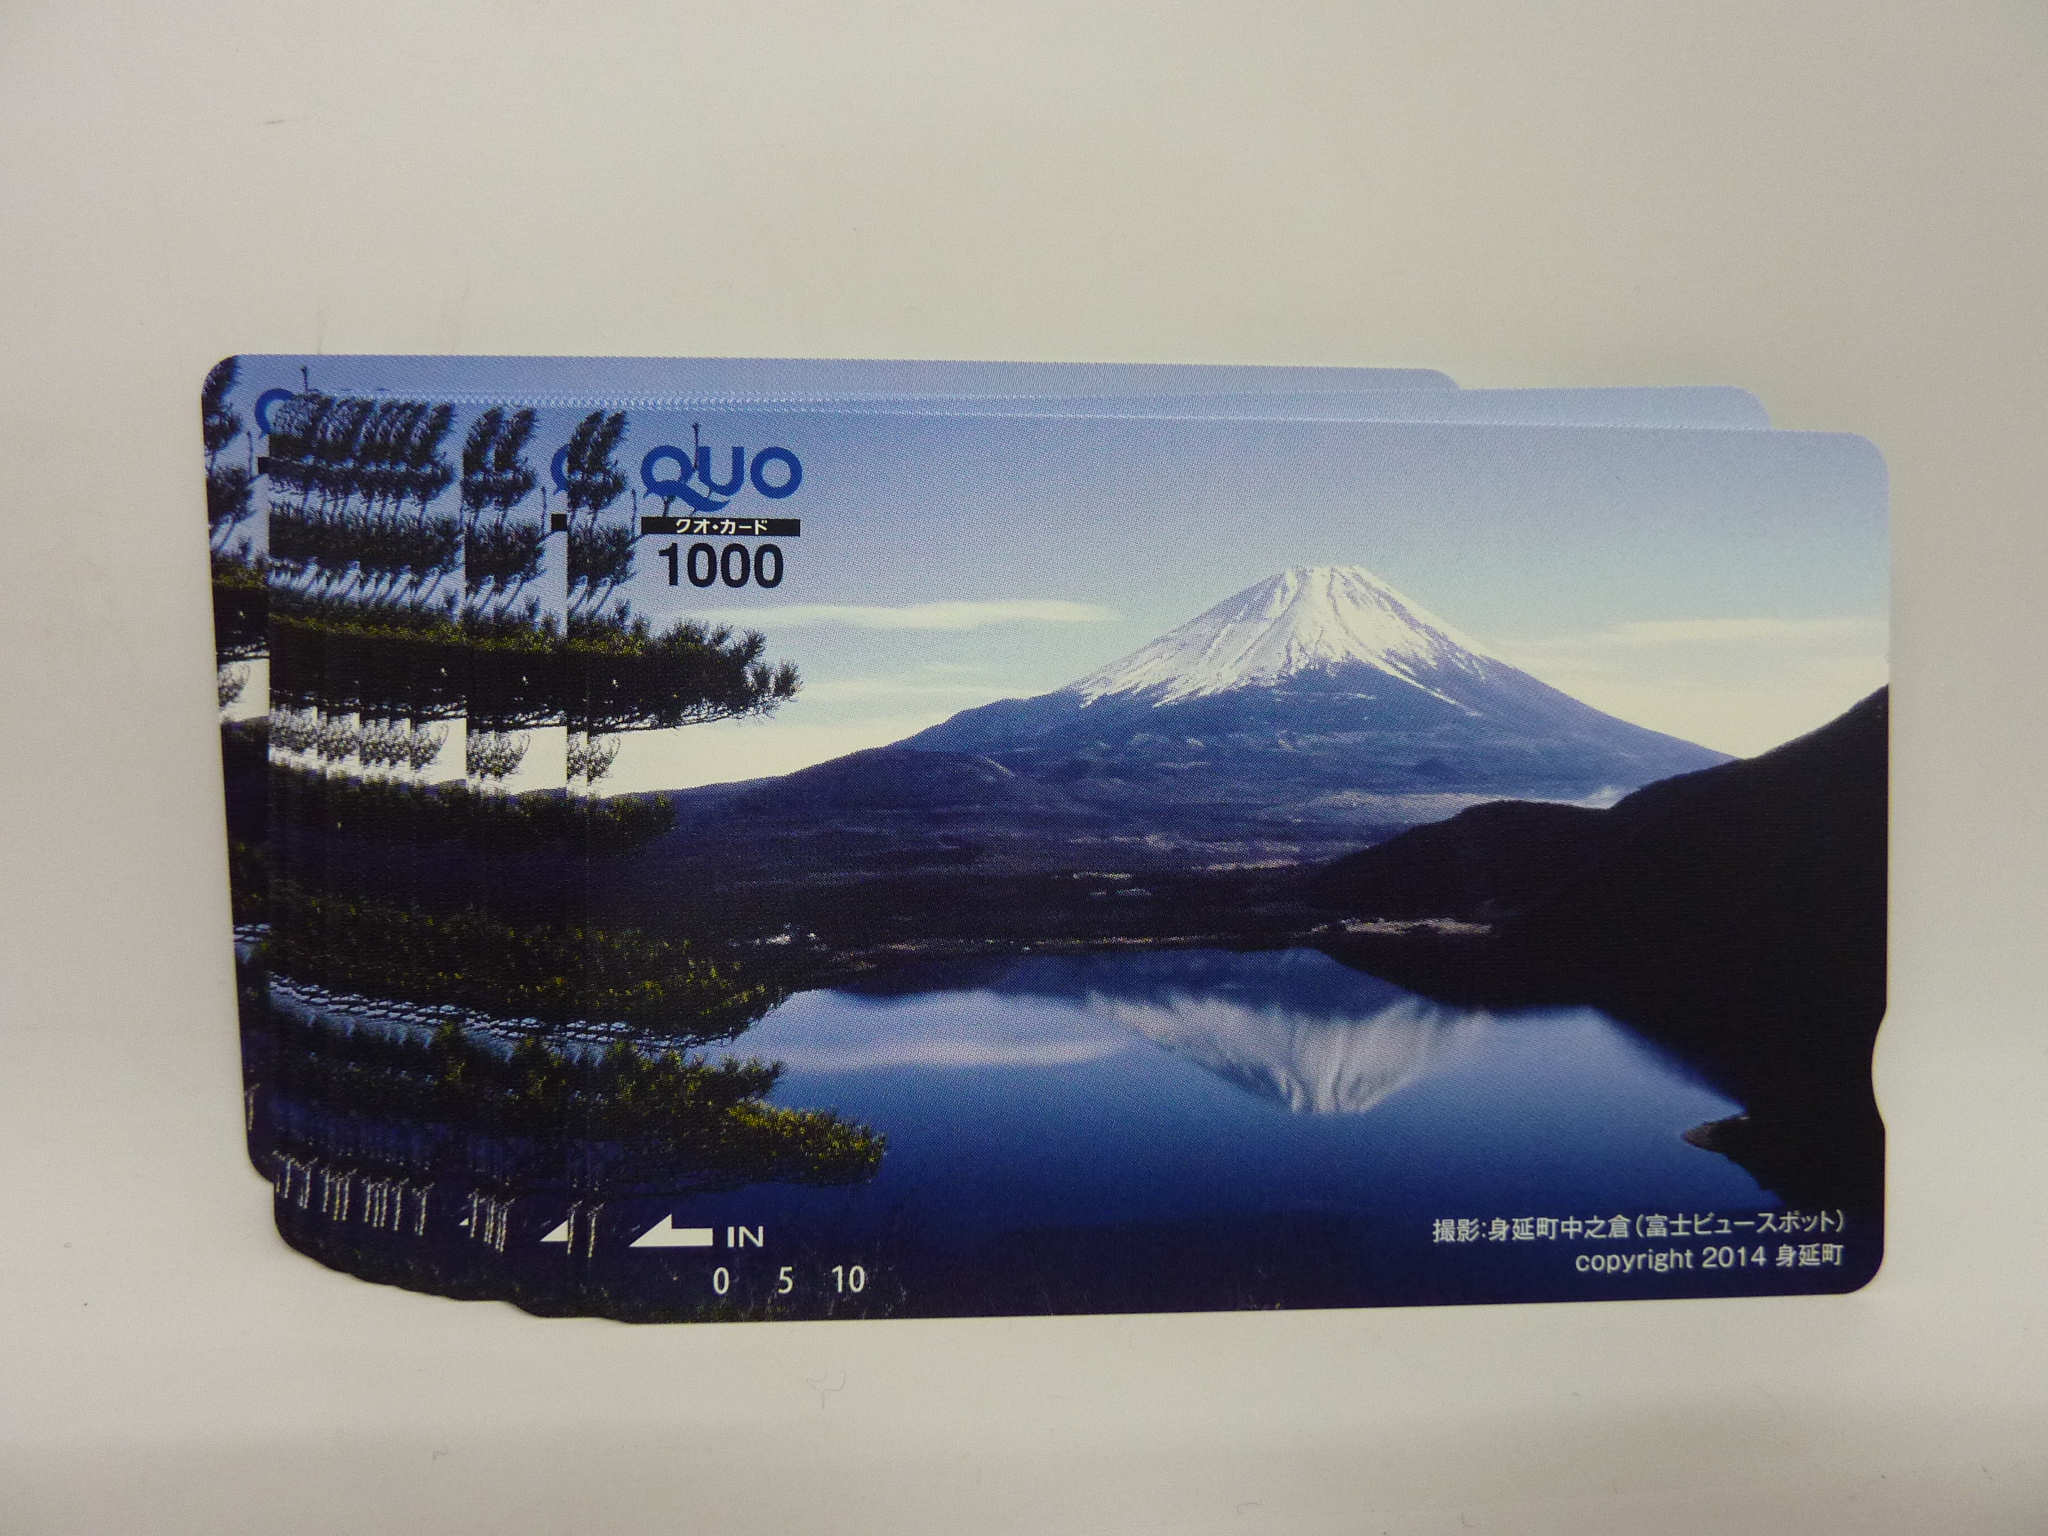 QUO
クオ・カード
1000
IN
0 5 10
撮影:身延町中之倉(富士ビュースポット)
copyright 2014 身延町